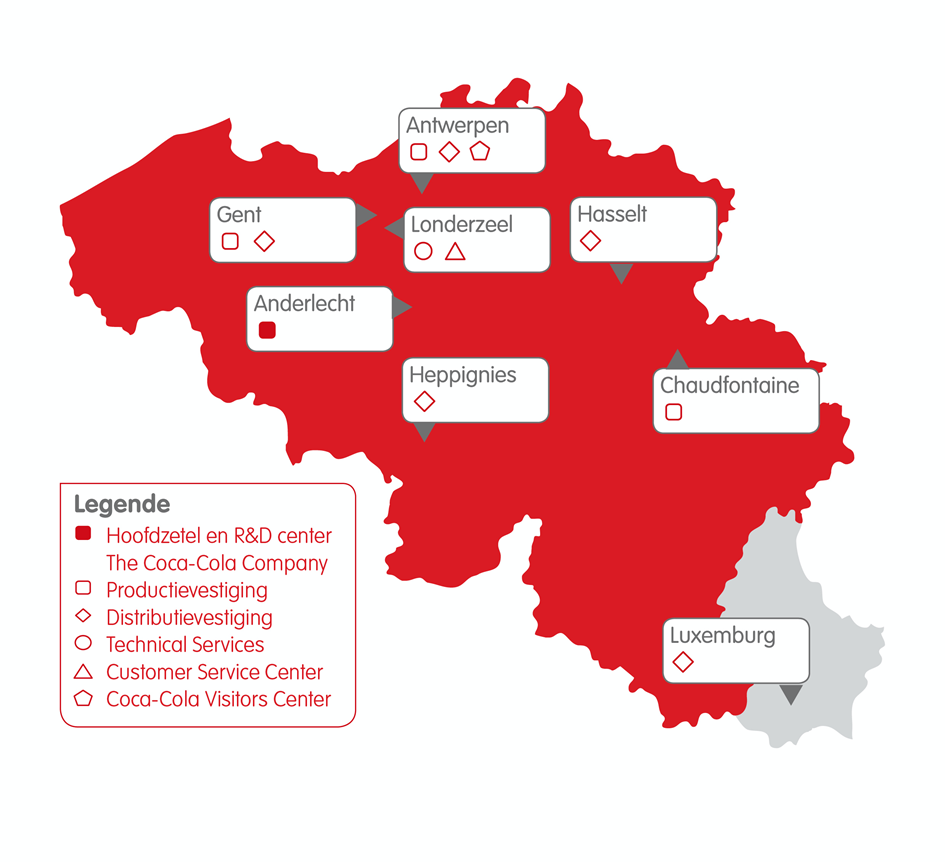 Antwerpen
Gent
Londerzeel
Hasselt
Anderlecht
Heppignies
Chaudfontaine
Legende
Hoofdzetel en R&D center
The Coca-Cola Company
Productievestiging
Distributievestiging
Technical Services
Customer Service Center
Coca-Cola Visitors Center
Luxemburg